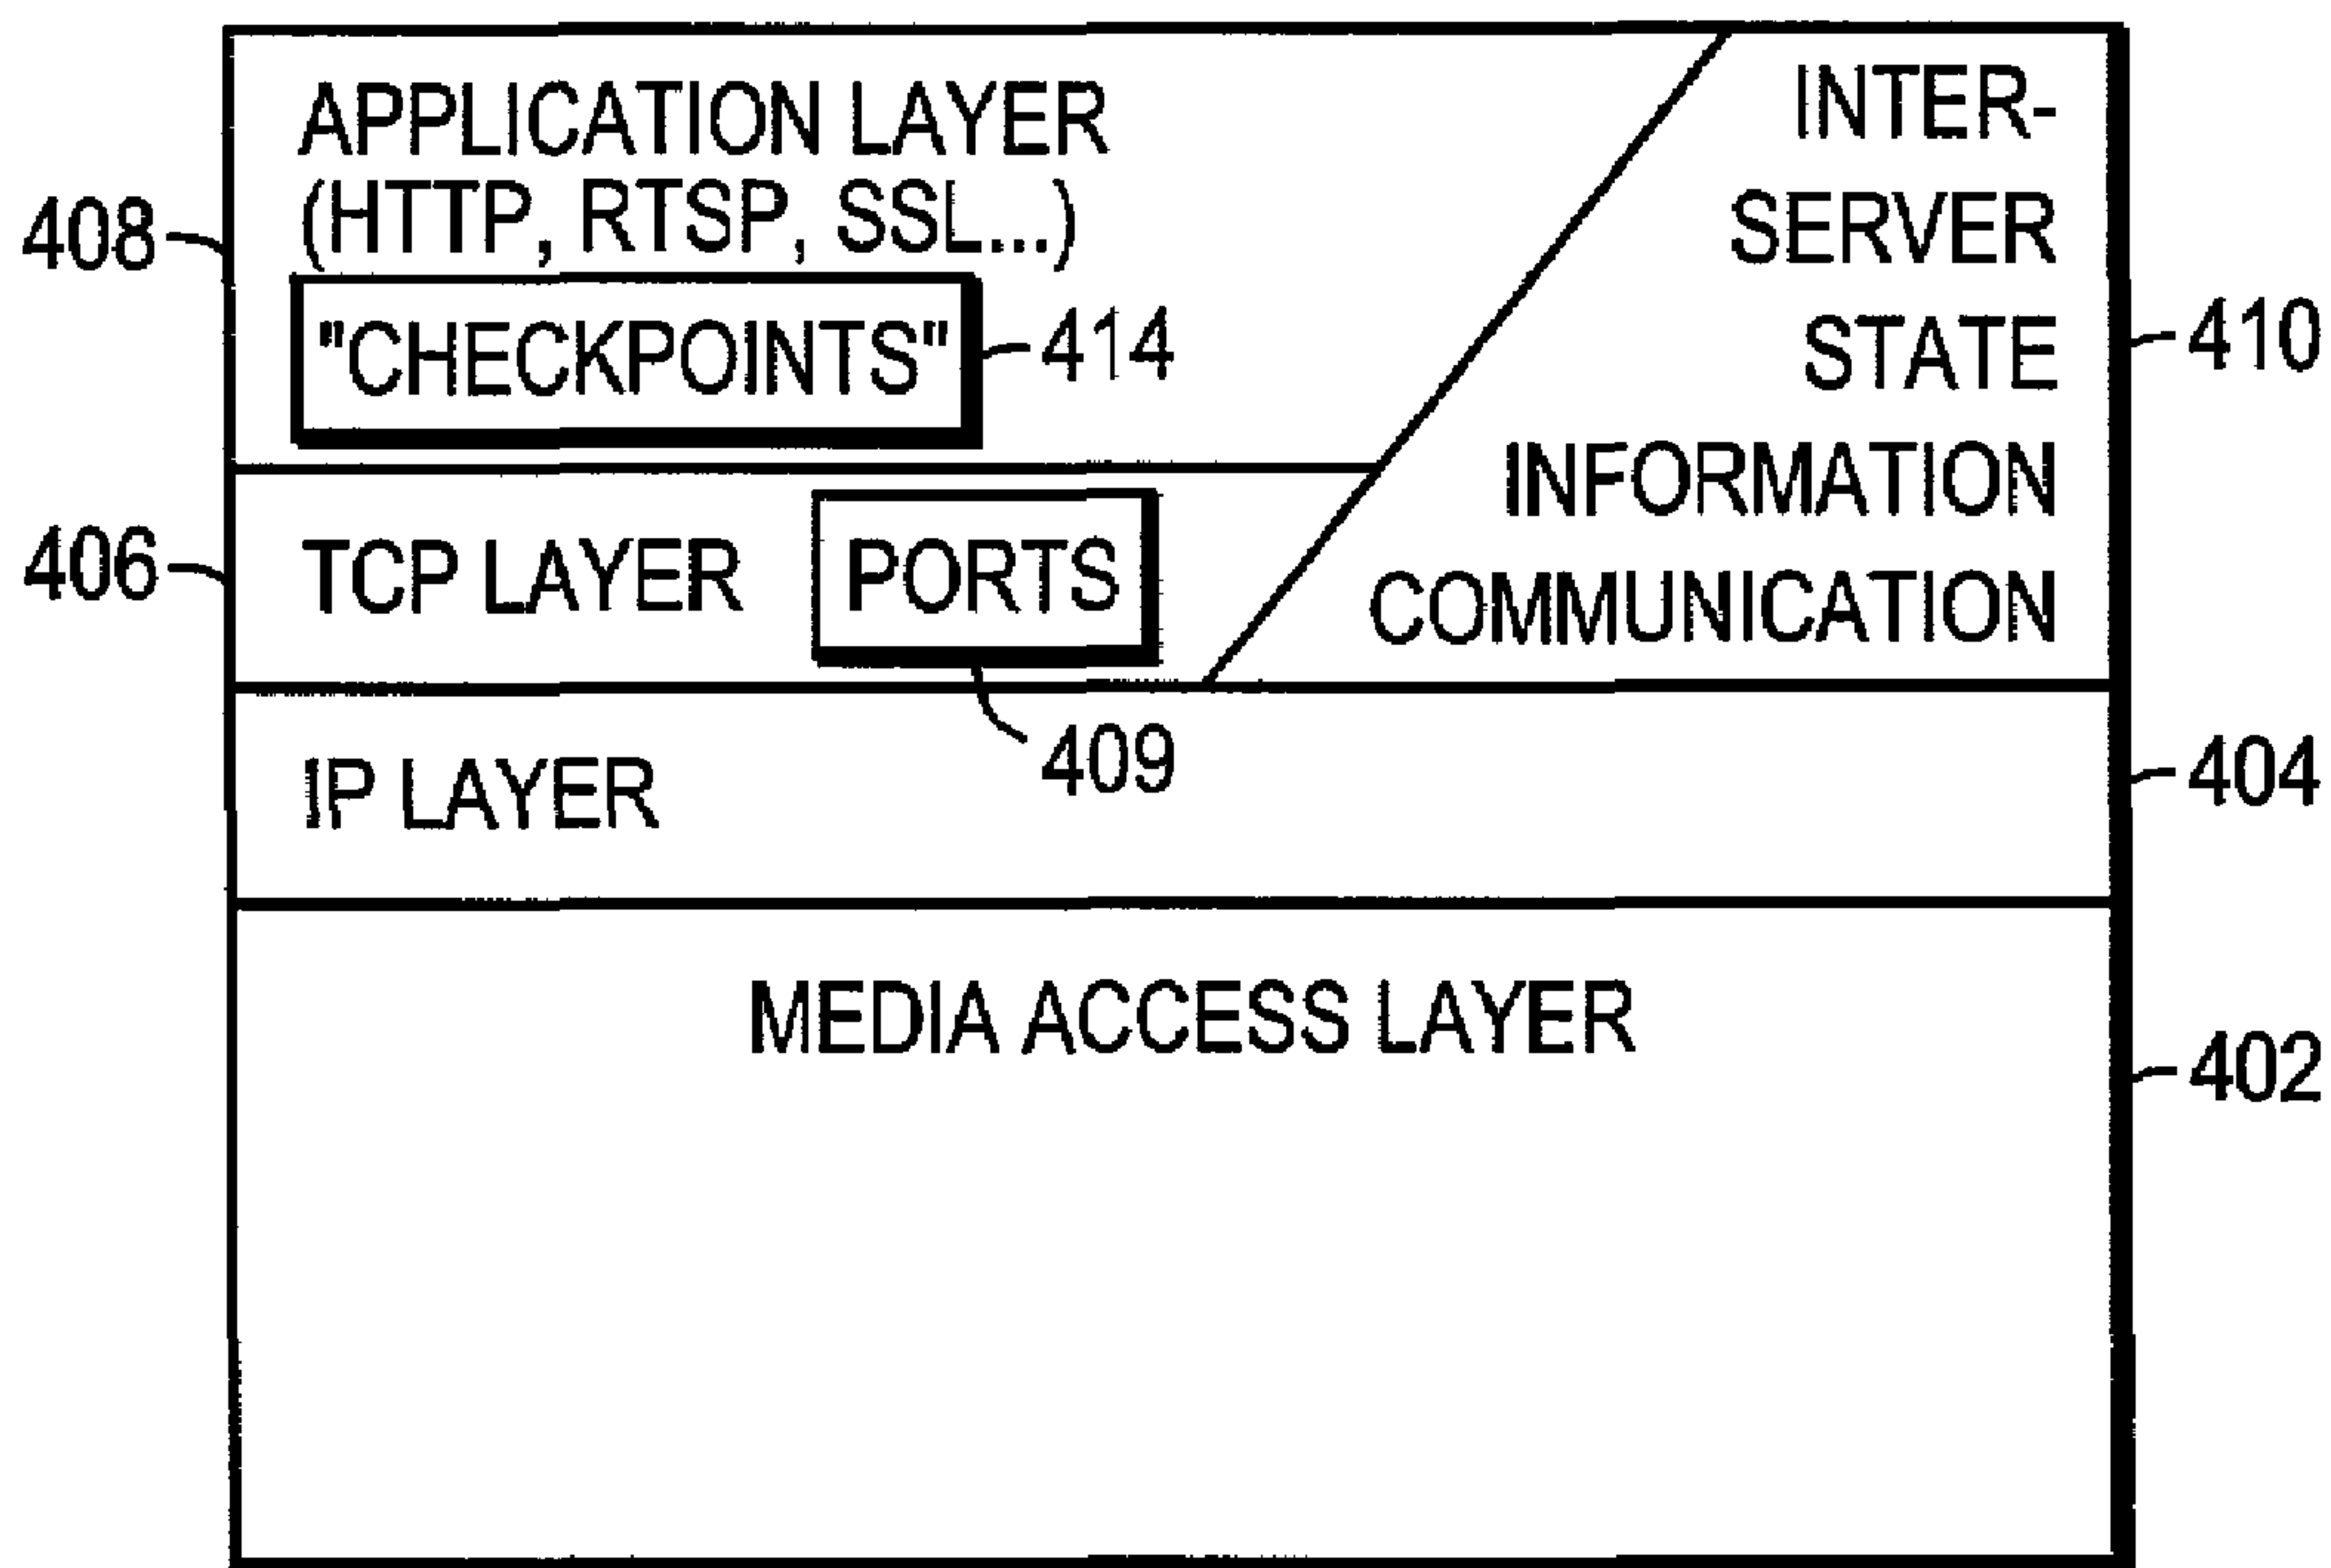 APPLICATION LAYER
(HTTP, RTSP, SSL...)
"CHECKPOINTS"
414
408
INTER-
SERVER
STATE
INFORMATION
COMMUNICATION
410
406
TCP LAYER
PORTS
409
IP LAYER
404
MEDIA ACCESS LAYER
402